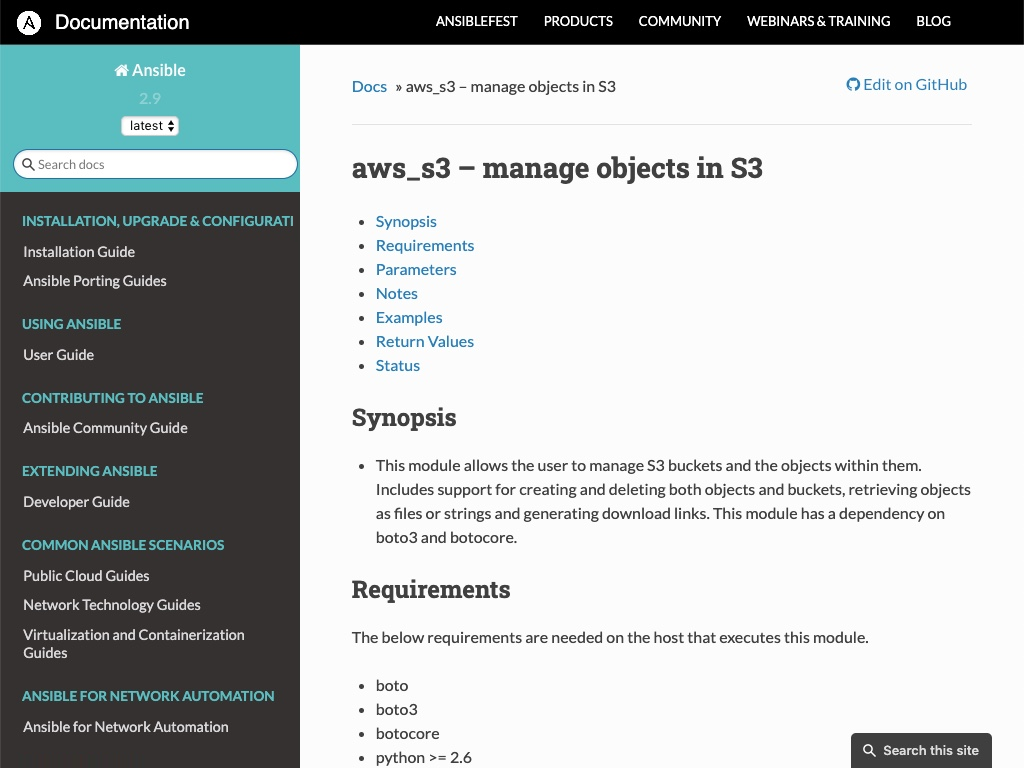 Documentation
ANSIBLEFEST PRODUCTS COMMUNITY WEBINARS & TRAINING BLOG
Ansible
2.9
latest
Search docs
INSTALLATION, UPGRADE & CONFIGURATI
Installation Guide
Ansible Porting Guides
USING ANSIBLE
User Guide
CONTRIBUTING TO ANSIBLE
Ansible Community Guide
EXTENDING ANSIBLE
Developer Guide
COMMON ANSIBLE SCENARIOS
Public Cloud Guides
Network Technology Guides
Virtualization and Containerization
Guides
ANSIBLE FOR NETWORK AUTOMATION
Ansible for Network Automation
Docs » aws_s3 – manage objects in S3
Edit on GitHub
aws_s3 – manage objects in S3
• Synopsis
• Requirements
• Parameters
• Notes
• Examples
• Return Values
• Status
Synopsis
• This module allows the user to manage S3 buckets and the objects within them.
Includes support for creating and deleting both objects and buckets, retrieving objects
as files or strings and generating download links. This module has a dependency on
boto3 and botocore.
Requirements
The below requirements are needed on the host that executes this module.
• boto
• boto3
• botocore
• python >= 2.6
Search this site